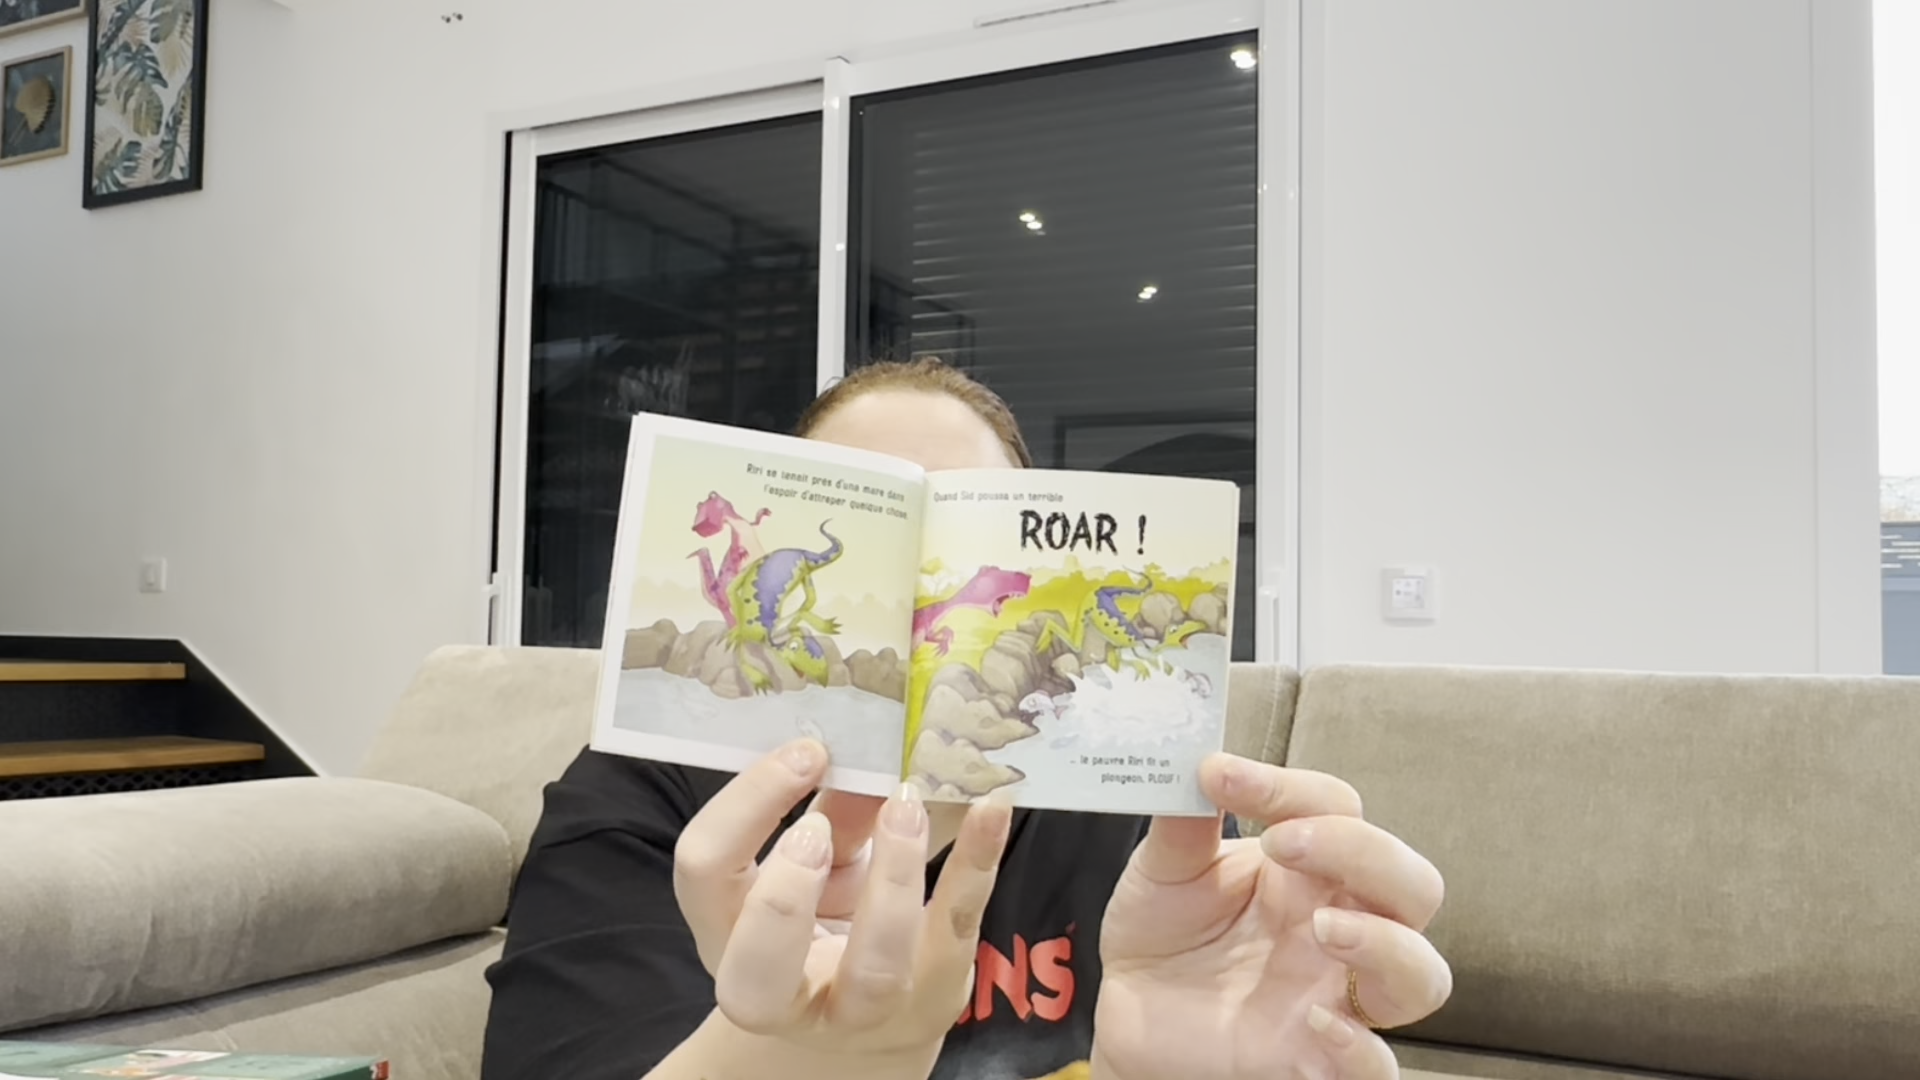 Riri se tenait près d'une mare dans
l'espoir d'attraper quelque chose.
Quand Sid poussa un terrible
ROAR !
... le pauvre Riri fit un
plongeon. PLOUF !
NS